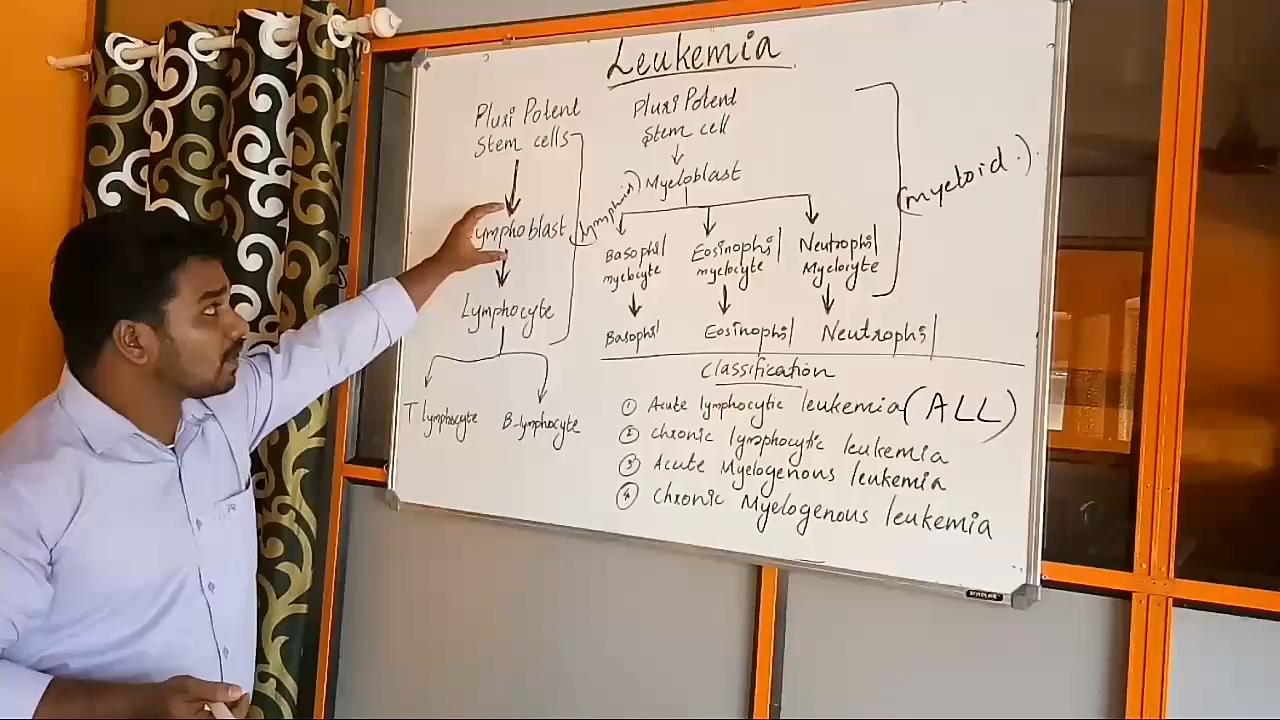 Leukemia
Pluri Potent
Stem cells
Lymphoblast
Lymphocyte
T lymphocyte
B-lymphocyte
(lymphoid)
Pluri Potent
Stem cell
Myeloblast
Basophil
myelocyte
Eosinophil
myelocyte
Neutrophil
Myelocyte
Basophil
Eosinophil
Neutrophil
(myeloid.)
Classification
① Acute lymphocytic leukemia (ALL)
② chronic lymphocytic leukemia
③ Acute Myelogenous leukemia
④ Chronic Myelogenous leukemia